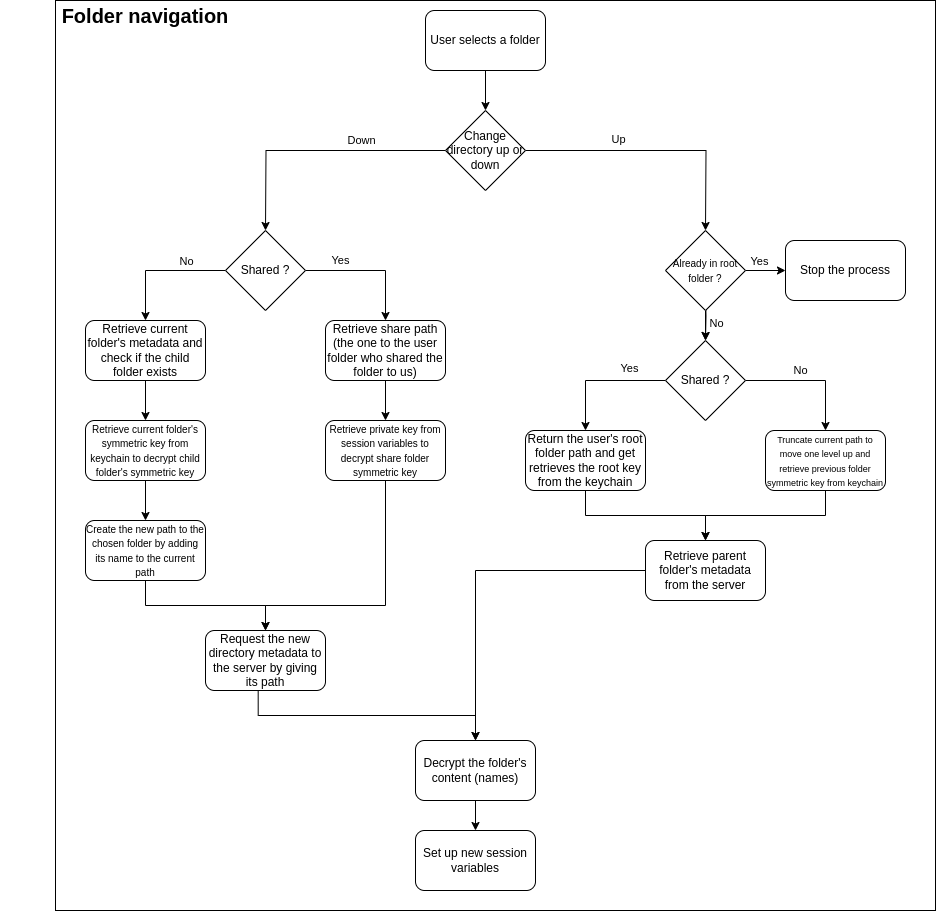 Folder navigation
User selects a folder
Change
directory up or
down
Down
Up
Shared ?
No
Yes
Already in root
folder ?
Yes
Stop the process
No
Retrieve current
folder's metadata and
check if the child
folder exists
Retrieve share path
(the one to the user
folder who shared the
folder to us)
Shared ?
Yes
No
Retrieve current folder's
symmetric key from
keychain to decrypt child
folder's symmetric key
Retrieve private key from
session variables to
decrypt share folder
symmetric key
Return the user's root
folder path and get
retrieves the root key
from the keychain
Truncate current path to
move one level up and
retrieve previous folder
symmetric key from keychain
Create the new path to the
chosen folder by adding
its name to the current
path
Retrieve parent
folder's metadata
from the server
Request the new
directory metadata to
the server by giving
its path
Decrypt the folder's
content (names)
Set up new session
variables